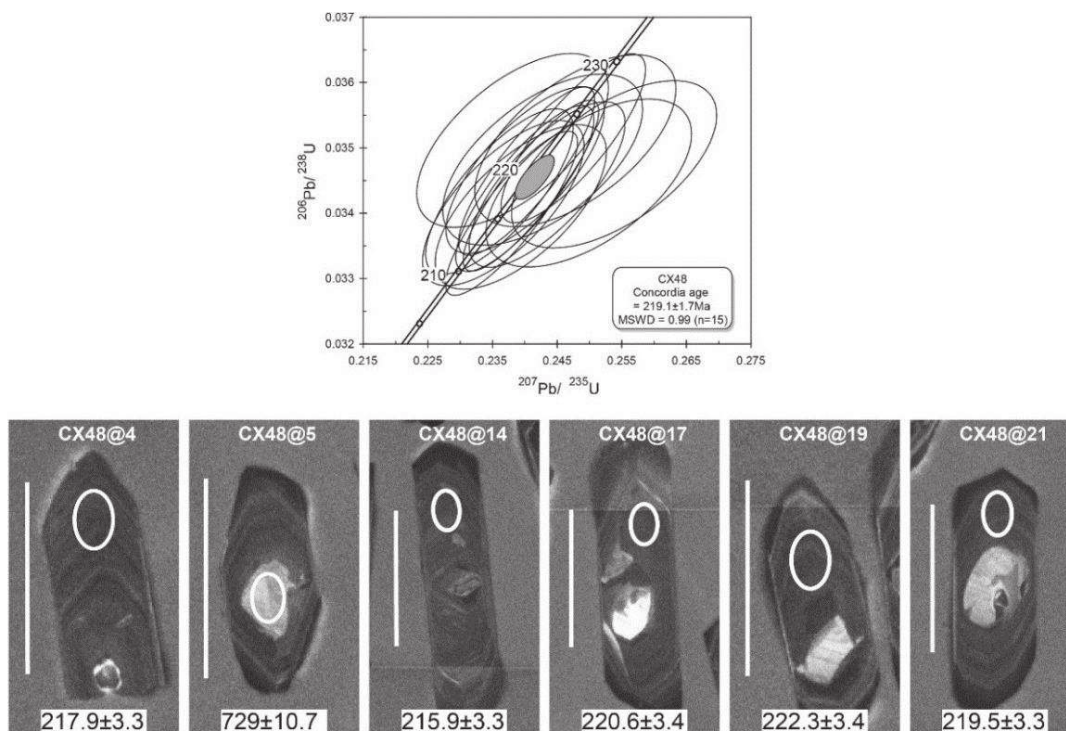 0.037
0.036
0.035
0.034
0.033
0.032
206Pb/ 238U
230
220
210
CX48
Concordia age
= 219.1±1.7Ma
MSWD = 0.99 (n=15)
0.215 0.225 0.235 0.245 0.255 0.265 0.275
207Pb/ 235U
CX48@4 CX48@5 CX48@14 CX48@17 CX48@19 CX48@21
217.9±3.3 729±10.7 215.9±3.3 220.6±3.4 222.3±3.4 219.5±3.3